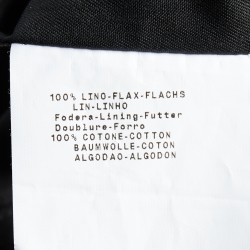 100% LINO-FLAX-FLACHS
LIN-LINHO
Fodera-Lining-Futter
Doublure-Forro
100% COTONE-COTTON
BAUMWOLLE-COTON
ALGODAO-ALGODON